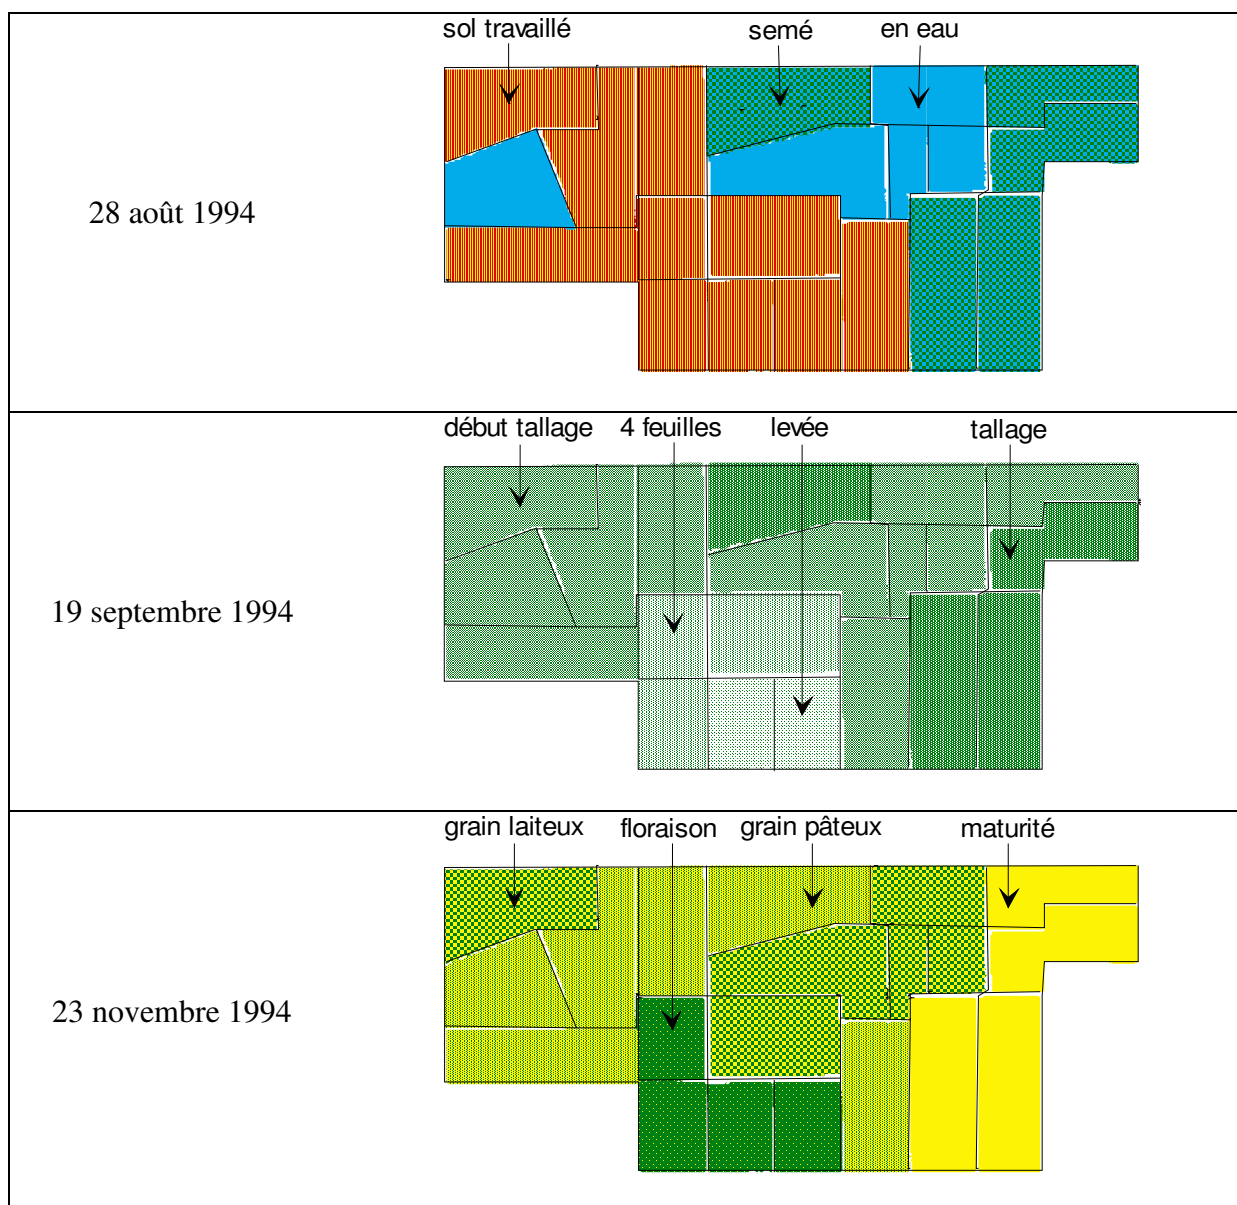 sol travaillé semé en eau
28 août 1994
début tallage 4 feuilles levée tallage
19 septembre 1994
grain laiteux floraison grain pâteux maturité
23 novembre 1994